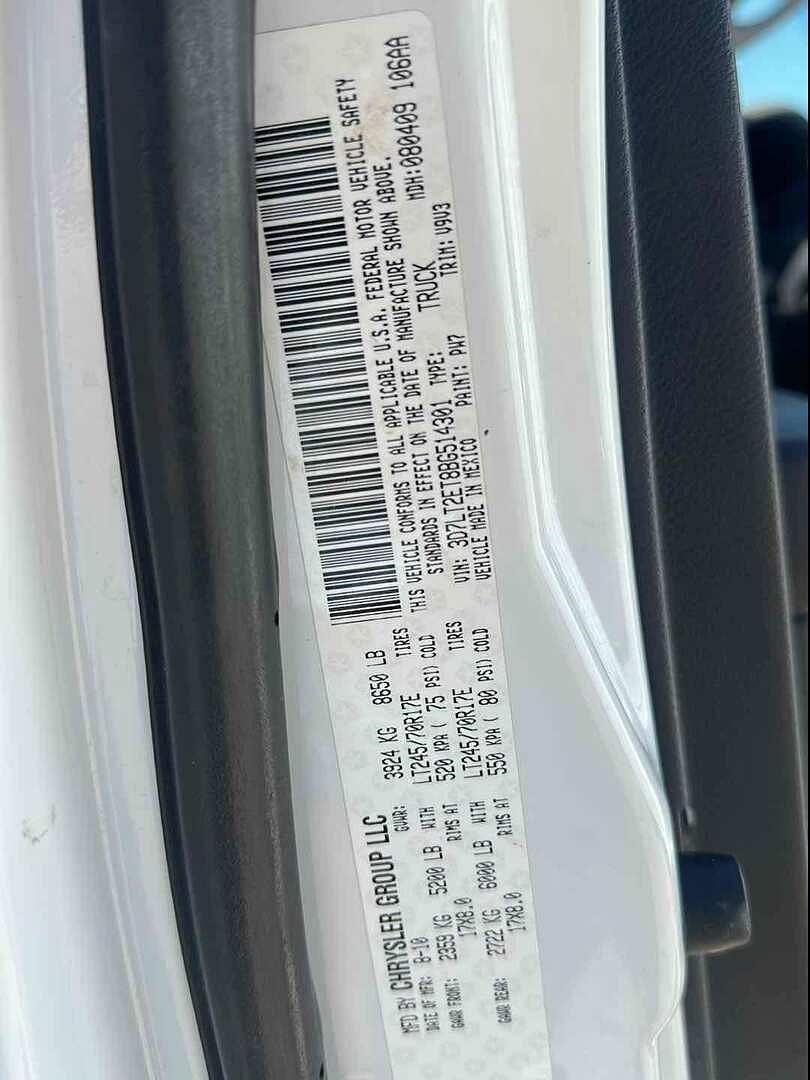 MFD BY CHRYSLER GROUP LLC
DATE OF MFR: 8-10 GVWR: 3924 KG 8650 LB
GAWR FRONT: 2359 KG 5200 LB WITH LT245/70R17E TIRES
17X8.0 RIMS AT 520 KPA ( 75 PSI) COLD
GAWR REAR: 2722 KG 6000 LB WITH LT245/70R17E TIRES
17X8.0 RIMS AT 550 KPA ( 80 PSI) COLD
THIS VEHICLE CONFORMS TO ALL APPLICABLE U.S.A. FEDERAL MOTOR VEHICLE SAFETY
STANDARDS IN EFFECT ON THE DATE OF MANUFACTURE SHOWN ABOVE.
MDH:080409 106AA
VIN: 3D7LT2ET8BG514301 TYPE: TRUCK
VEHICLE MADE IN MEXICO PAINT: PW7 TRIM: V9V3